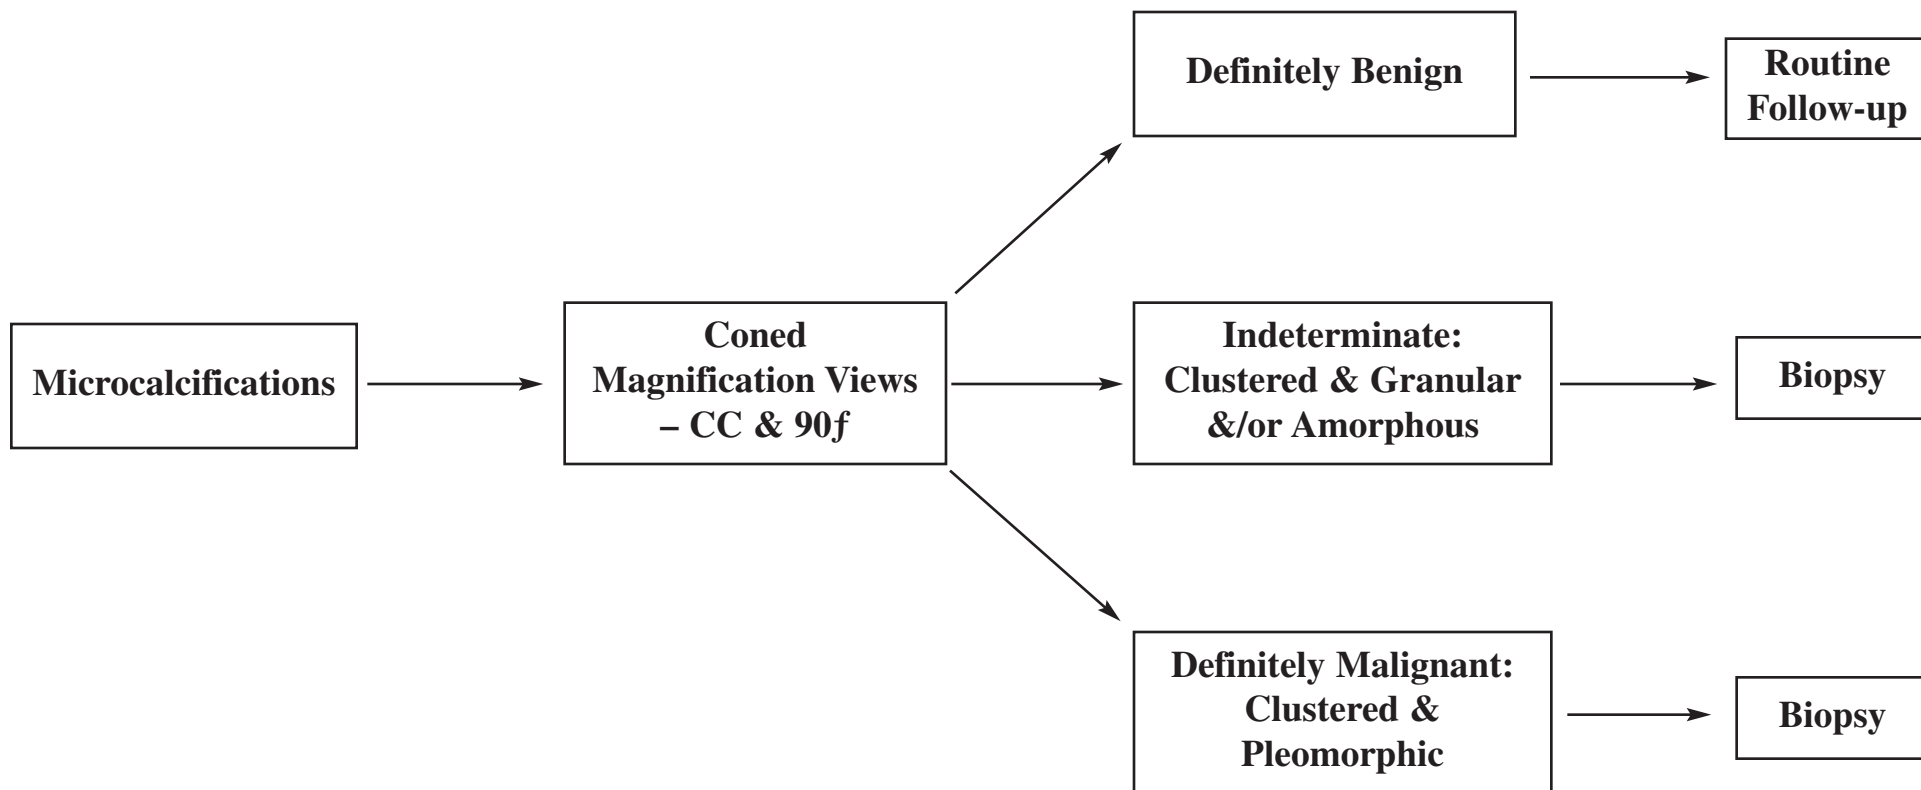 Microcalcifications
Coned
Magnification Views
– CC & 90ƒ
Definitely Benign
Routine
Follow-up
Indeterminate:
Clustered & Granular
&/or Amorphous
Biopsy
Definitely Malignant:
Clustered &
Pleomorphic
Biopsy